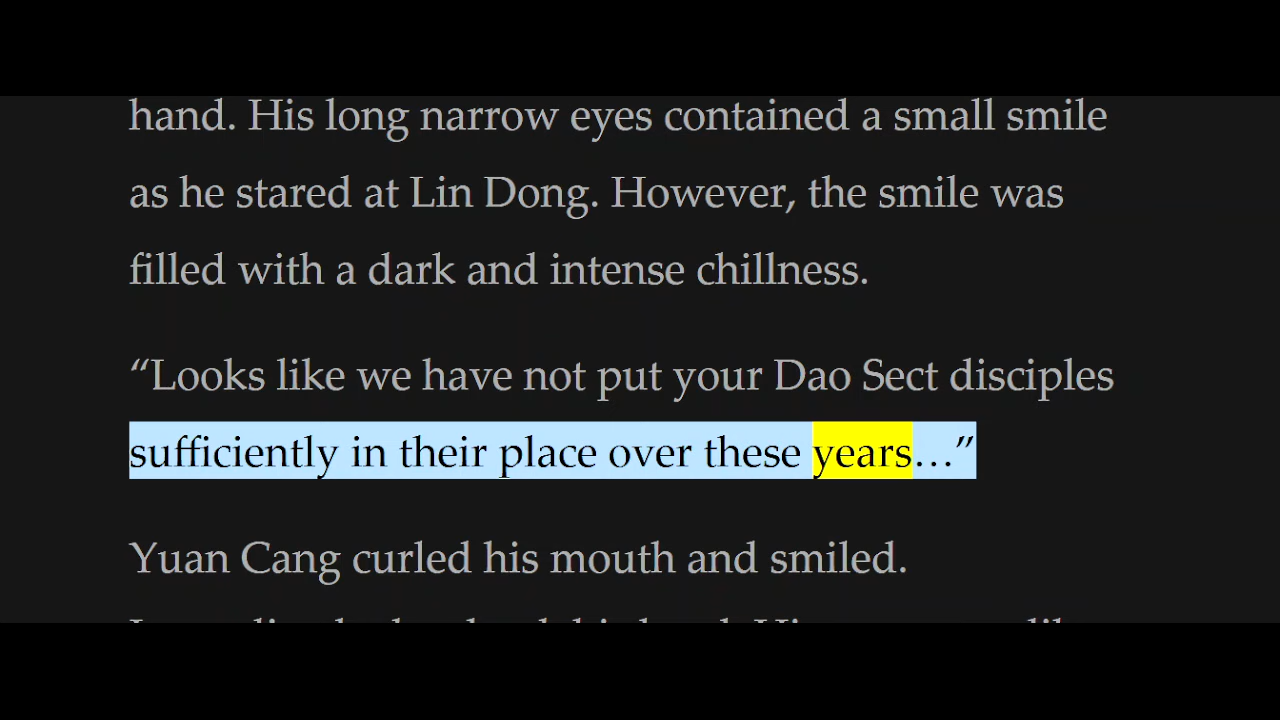 hand. His long narrow eyes contained a small smile
as he stared at Lin Dong. However, the smile was
filled with a dark and intense chillness.
“Looks like we have not put your Dao Sect disciples
sufficiently in their place over these years…”
Yuan Cang curled his mouth and smiled.